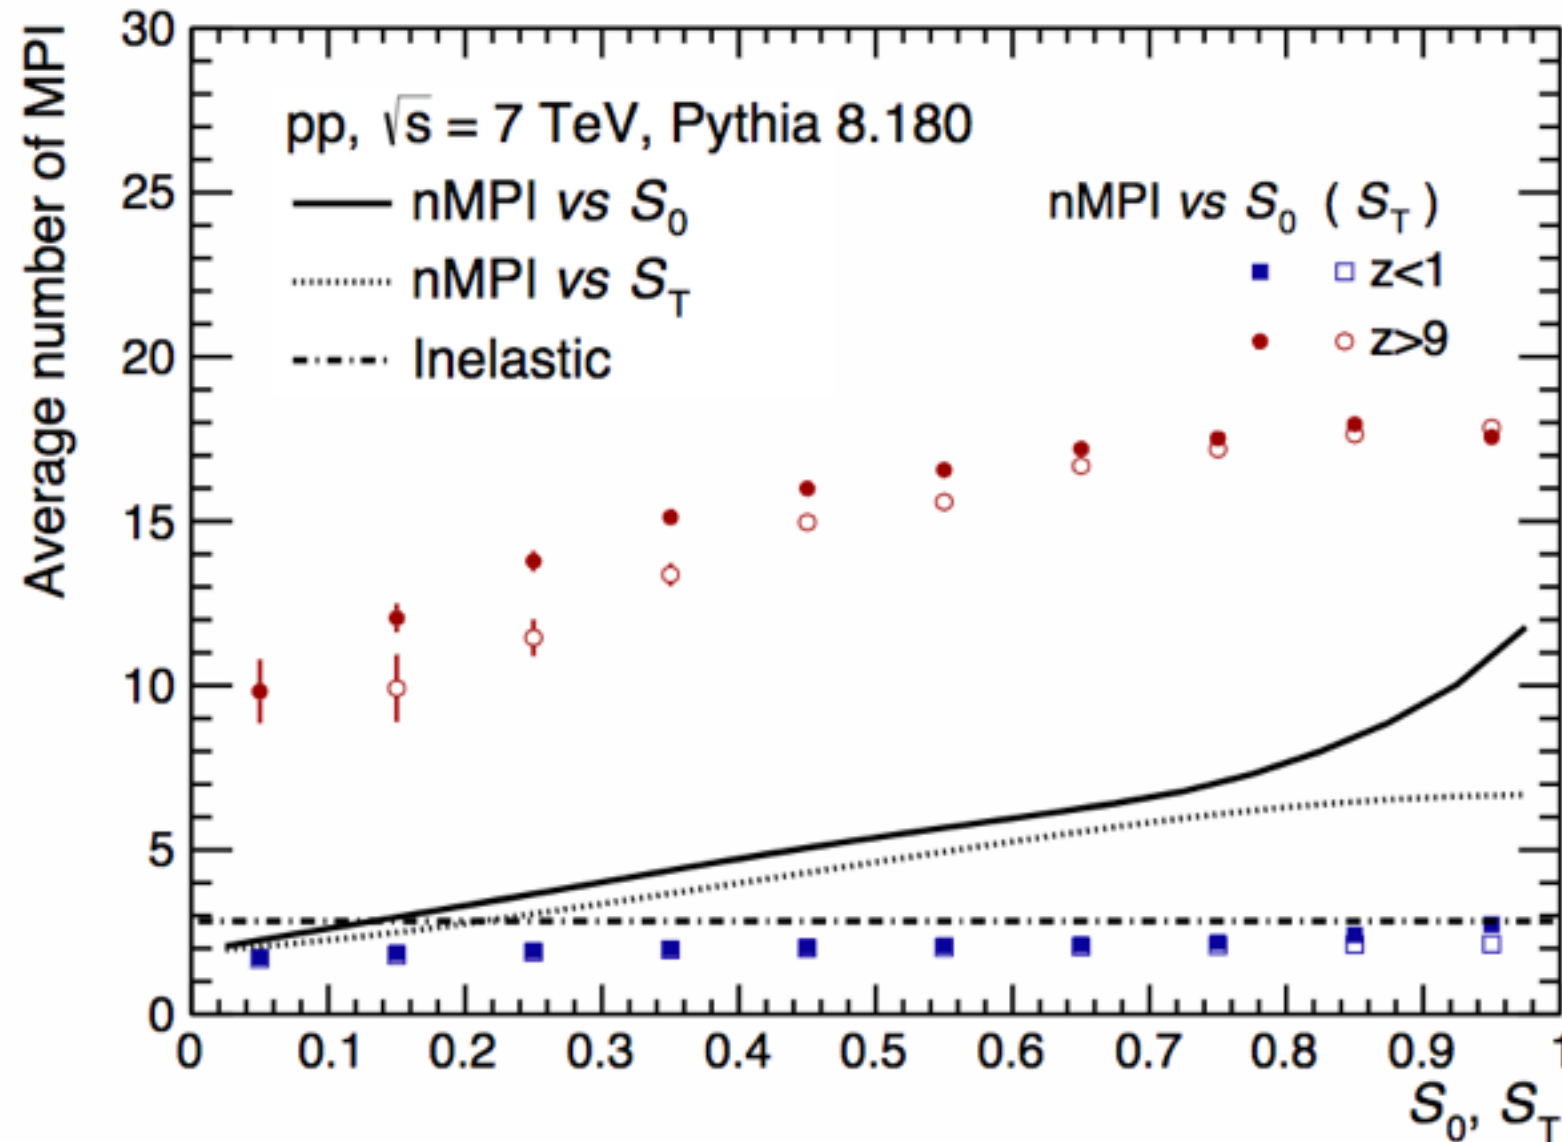 Average number of MPI
30
25
20
15
10
5
0
pp, √s = 7 TeV, Pythia 8.180
nMPI vs S0
nMPI vs ST
Inelastic
nMPI vs S0 ( ST )
z<1
z>9
0 0.1 0.2 0.3 0.4 0.5 0.6 0.7 0.8 0.9 1
S0, ST